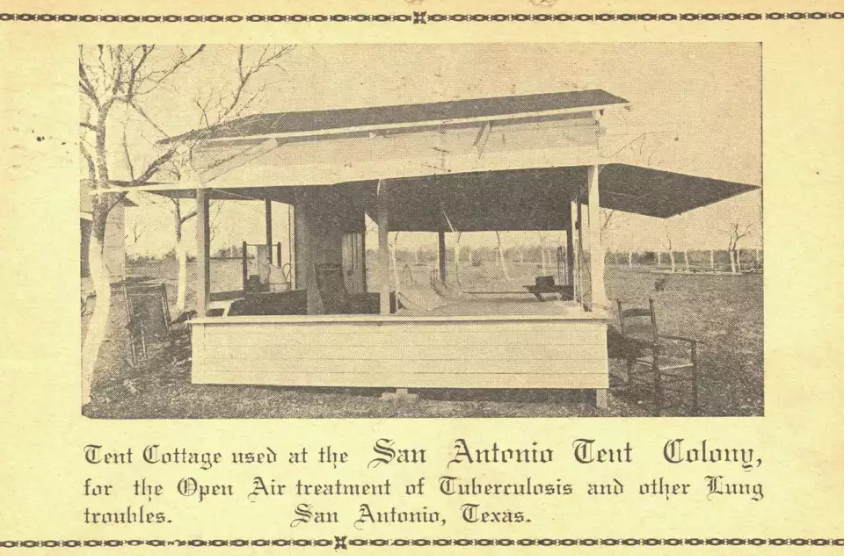 Tent Cottage used at the San Antonio Tent Colony,
for the Open Air treatment of Tuberculosis and other Lung
troubles. San Antonio, Texas.